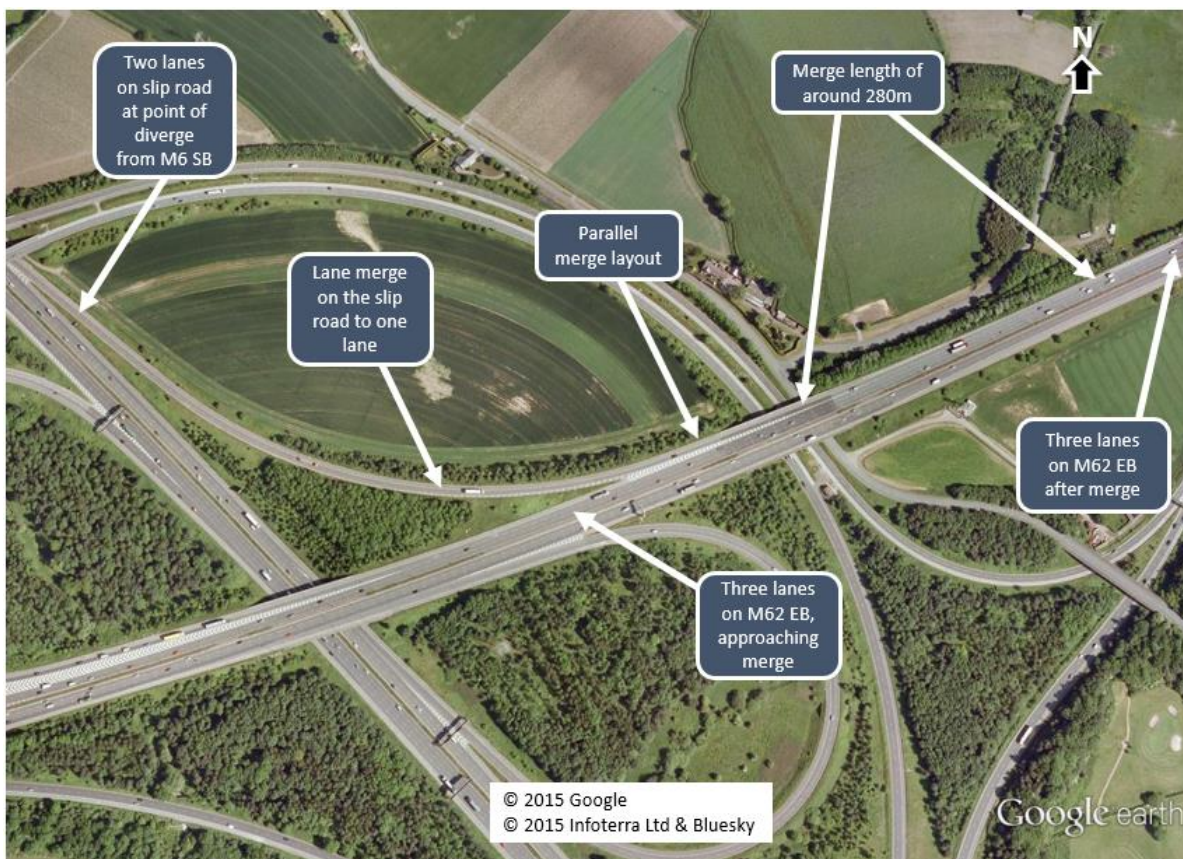 Two lanes
on slip road
at point of
diverge
from M6 SB
N
Merge length of
around 280m
Parallel
merge layout
Lane merge
on the slip
road to one
lane
Three lanes
on M62 EB
after merge
Three lanes
on M62 EB,
approaching
merge
© 2015 Google
© 2015 Infoterra Ltd & Bluesky
Google earth